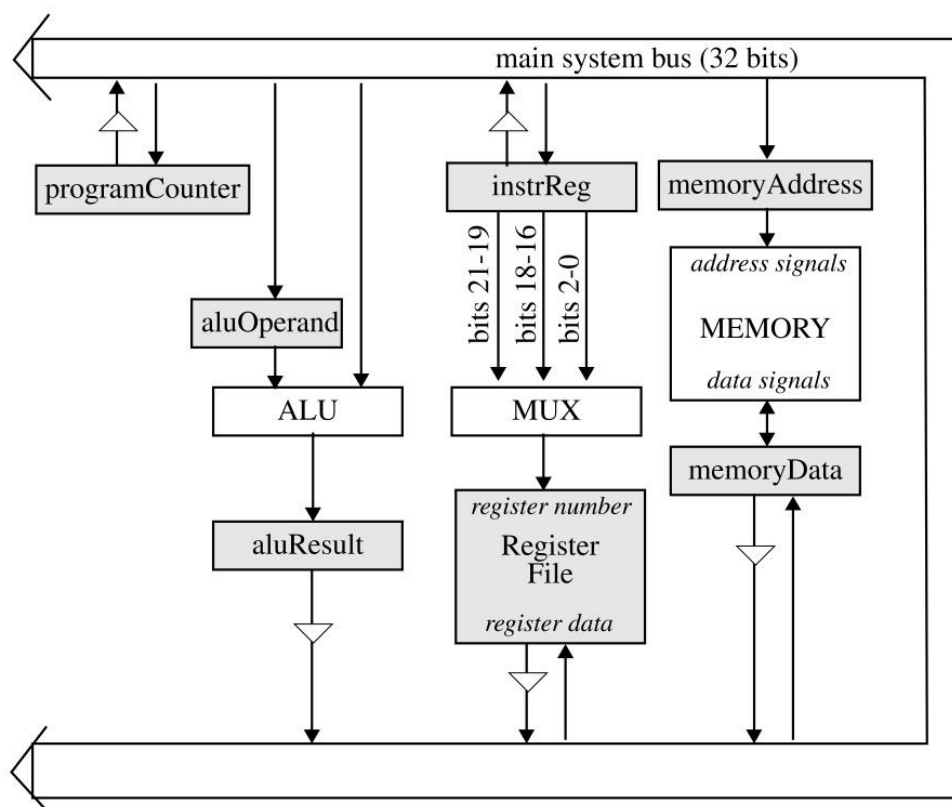 main system bus (32 bits)
programCounter
instrReg
memoryAddress
bits 21-19
bits 18-16
bits 2-0
address signals
MEMORY
data signals
aluOperand
ALU
MUX
memoryData
aluResult
register number
Register
File
register data